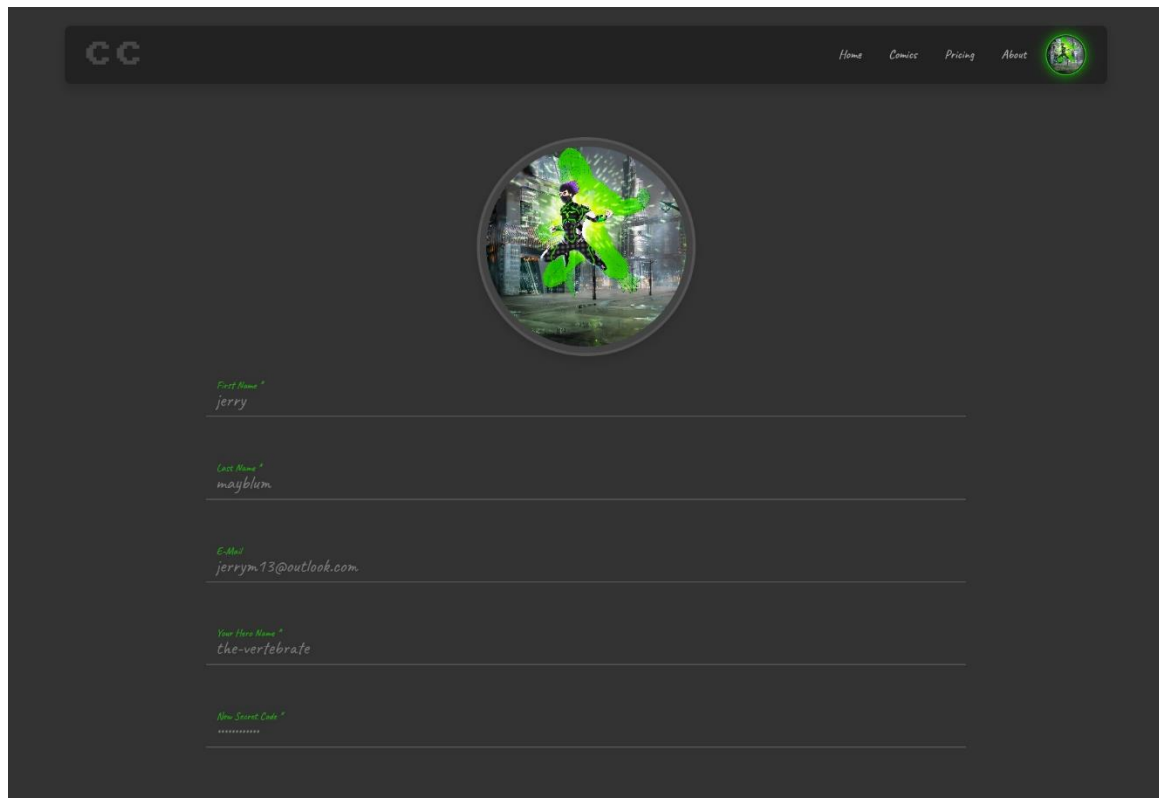 CC
Home Comics Pricing About
First Name *
jerry
Last Name *
mayblum
E-Mail
jerrym13@outlook.com
Your Hero Name *
the-vertebrate
New Secret Code *
************